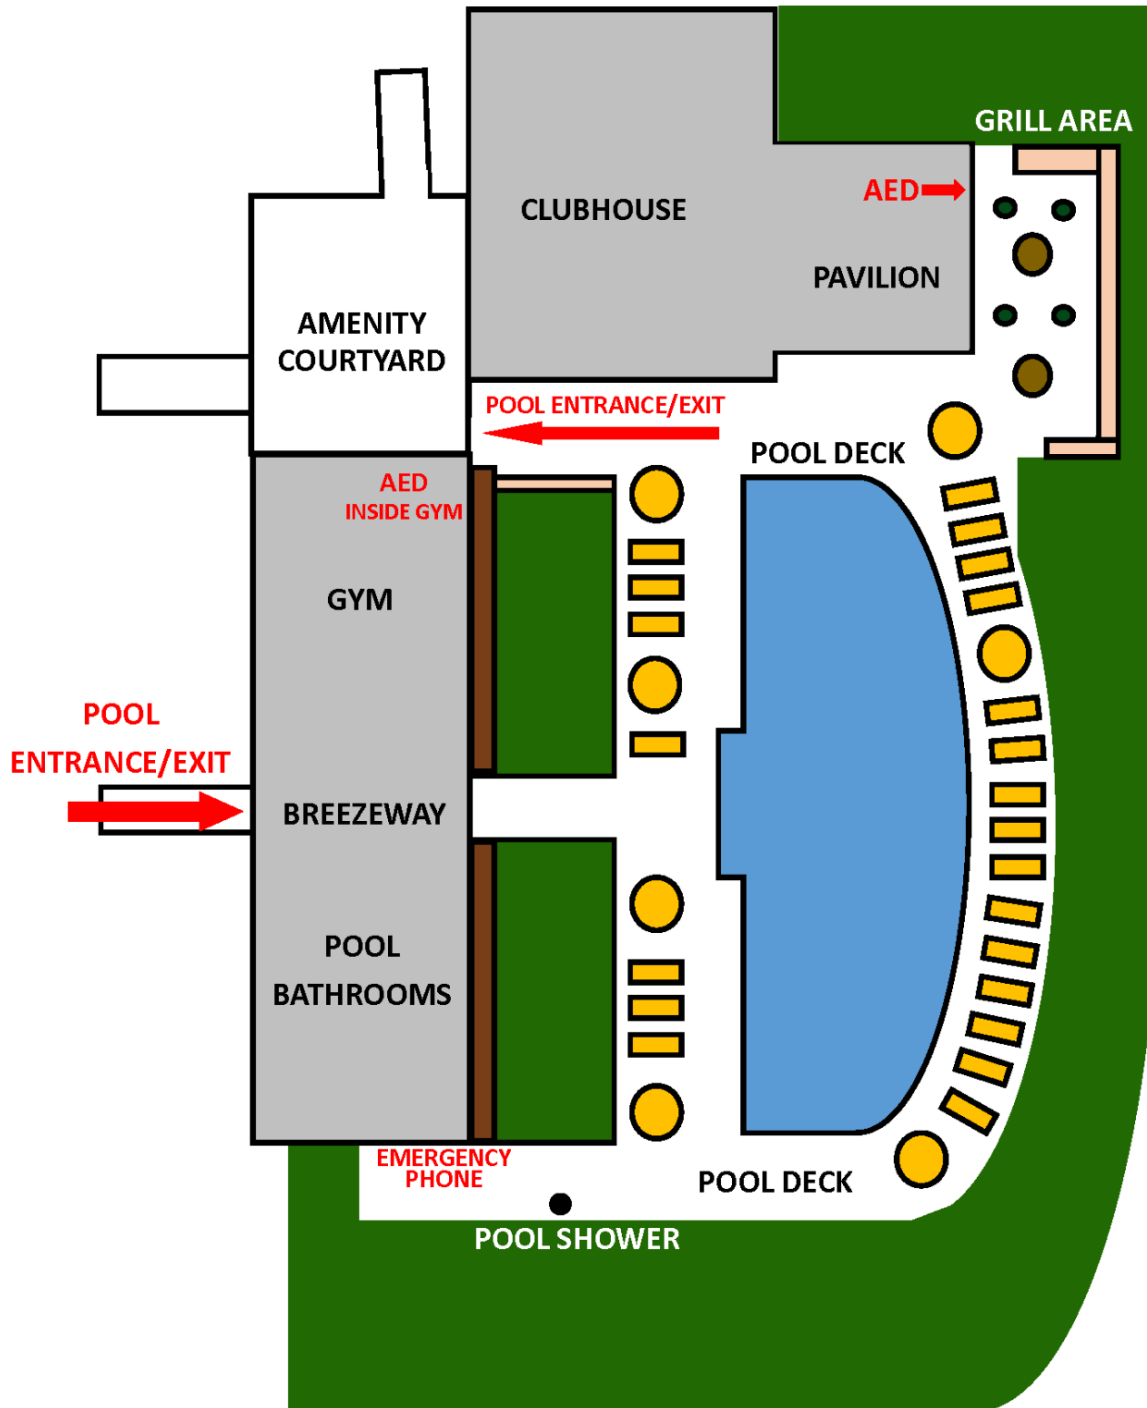 GRILL AREA
AED
CLUBHOUSE
PAVILION
AMENITY
COURTYARD
POOL ENTRANCE/EXIT
POOL DECK
AED
INSIDE GYM
GYM
POOL
ENTRANCE/EXIT
BREEZEWAY
POOL
BATHROOMS
EMERGENCY
PHONE
POOL DECK
POOL SHOWER